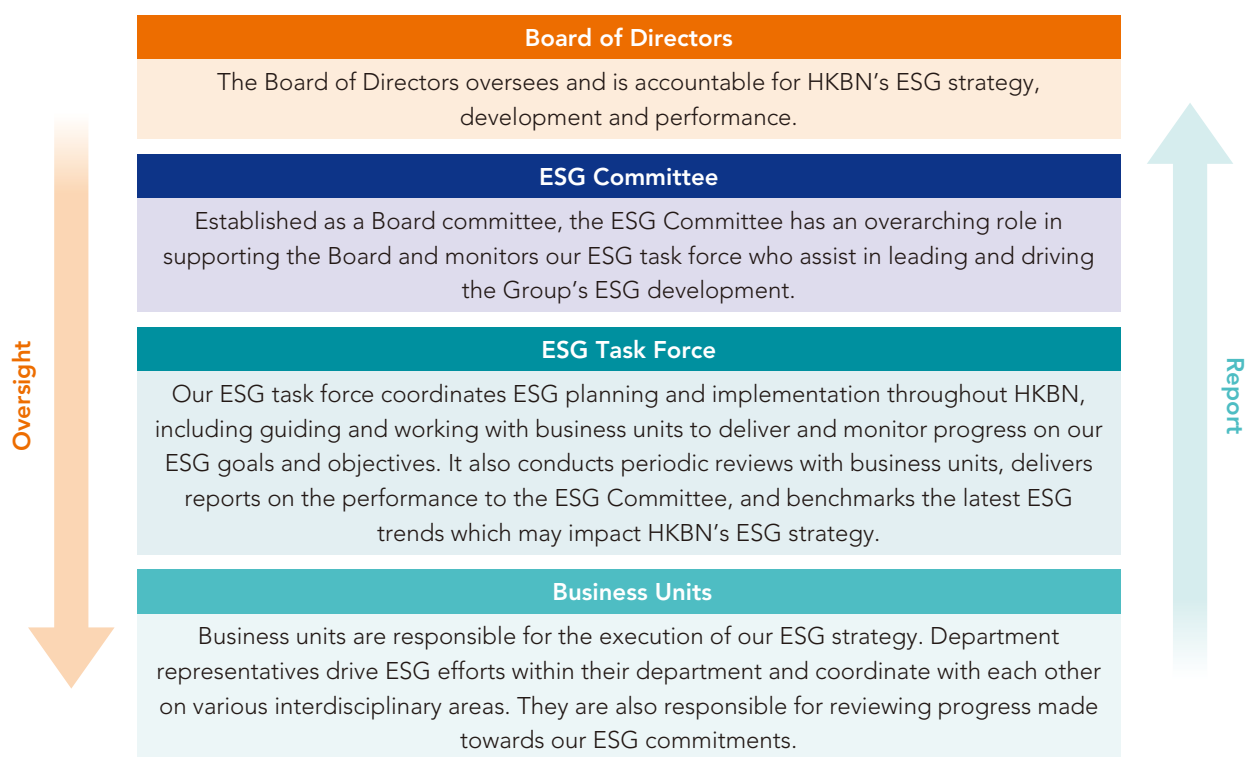 Board of Directors
The Board of Directors oversees and is accountable for HKBN’s ESG strategy,
development and performance.
ESG Committee
Established as a Board committee, the ESG Committee has an overarching role in
supporting the Board and monitors our ESG task force who assist in leading and driving
the Group’s ESG development.
ESG Task Force
Our ESG task force coordinates ESG planning and implementation throughout HKBN,
including guiding and working with business units to deliver and monitor progress on our
ESG goals and objectives. It also conducts periodic reviews with business units, delivers
reports on the performance to the ESG Committee, and benchmarks the latest ESG
trends which may impact HKBN’s ESG strategy.
Business Units
Business units are responsible for the execution of our ESG strategy. Department
representatives drive ESG efforts within their department and coordinate with each other
on various interdisciplinary areas. They are also responsible for reviewing progress made
towards our ESG commitments.
Oversight
Report